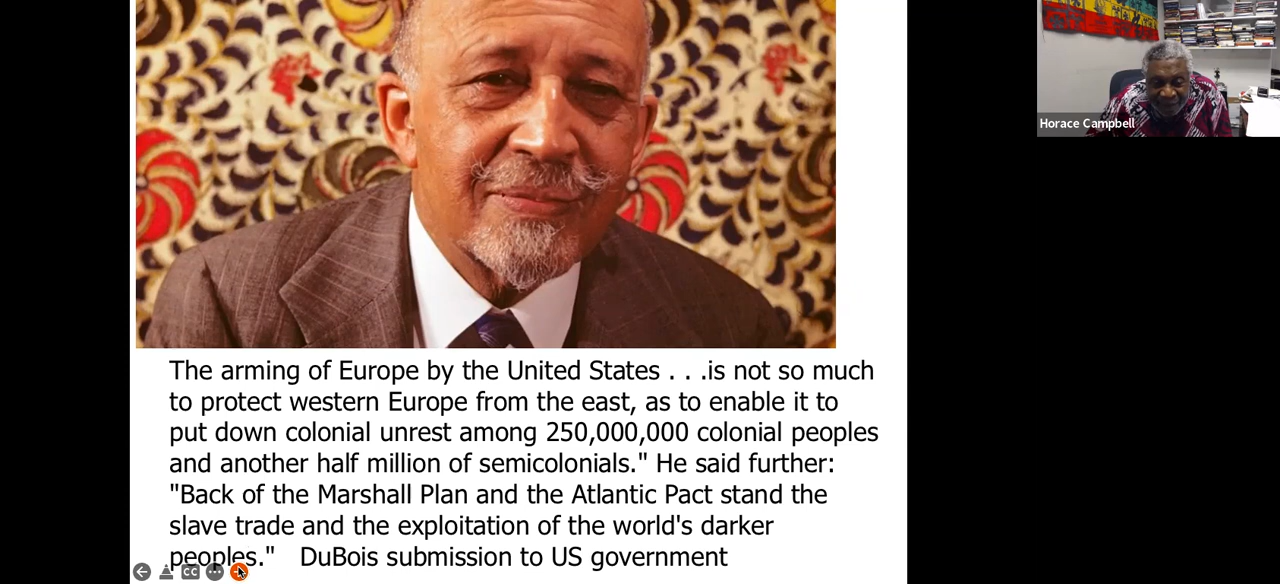 Horace Campbell
The arming of Europe by the United States . . .is not so much
to protect western Europe from the east, as to enable it to
put down colonial unrest among 250,000,000 colonial peoples
and another half million of semicolonials." He said further:
"Back of the Marshall Plan and the Atlantic Pact stand the
slave trade and the exploitation of the world's darker
peoples."   DuBois submission to US government
CC